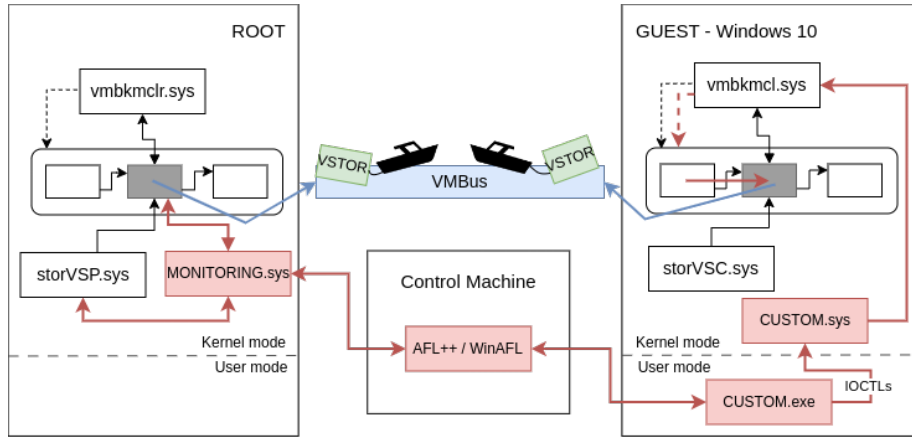 ROOT
vmbkmclr.sys
storVSP.sys
MONITORING.sys
Kernel mode
User mode
VSTOR
VSTOR
VMBus
Control Machine
AFL++ / WinAFL
GUEST - Windows 10
vmbkmcl.sys
storVSC.sys
CUSTOM.sys
Kernel mode
User mode
IOCTLs
CUSTOM.exe